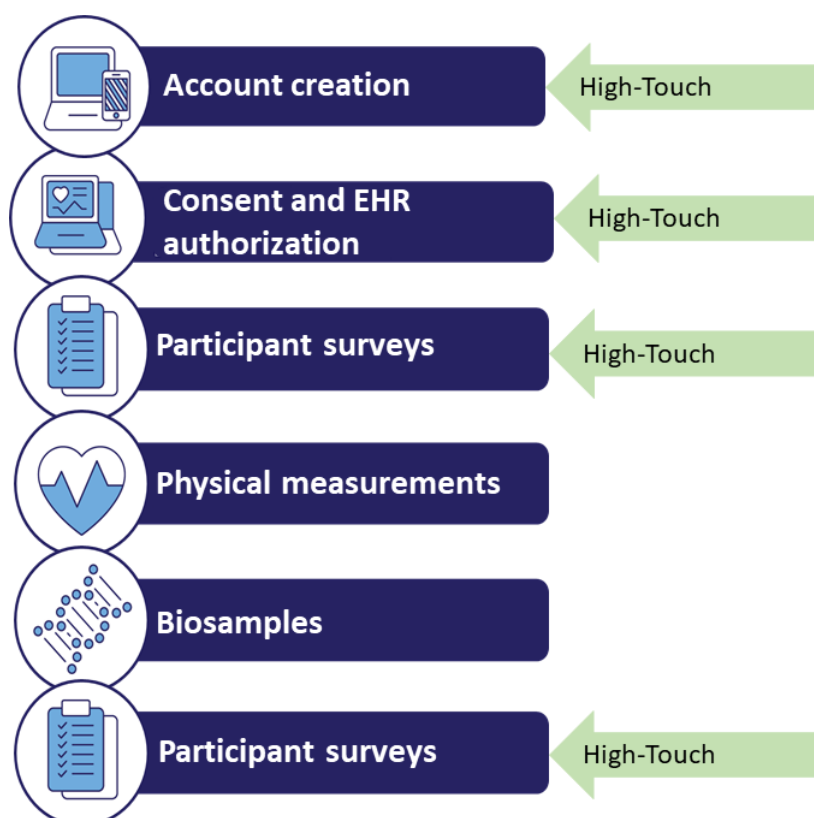 Account creation
High-Touch
Consent and EHR
authorization
High-Touch
Participant surveys
High-Touch
Physical measurements
Biosamples
Participant surveys
High-Touch